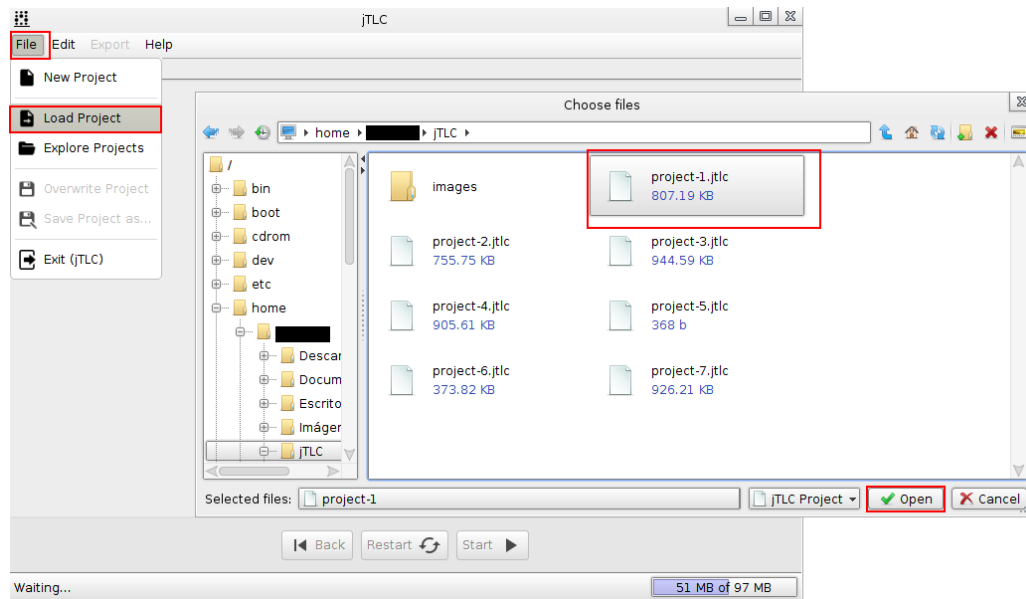 jTLC
File Edit Export Help
New Project
Load Project
Explore Projects
Overwrite Project
Save Project as...
Exit (jTLC)
Choose files
home jTLC
/
bin
boot
cdrom
dev
etc
home
Descar
Docum
Escrito
Imáger
jTLC
images
project-1.jtlc
807.19 KB
project-2.jtlc
755.75 KB
project-3.jtlc
944.59 KB
project-4.jtlc
905.61 KB
project-5.jtlc
368 b
project-6.jtlc
373.82 KB
project-7.jtlc
926.21 KB
Selected files: project-1 jTLC Project Open Cancel
Back Restart Start
Waiting... 51 MB of 97 MB